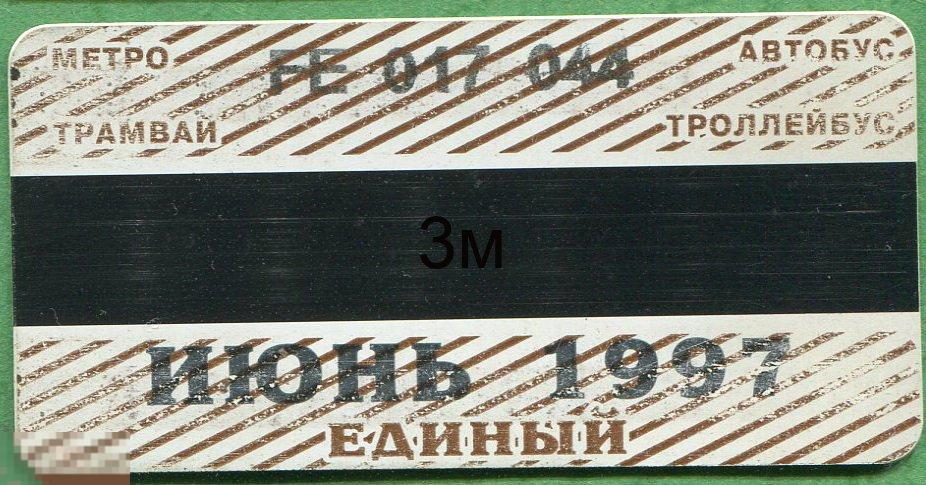 МЕТРО FE 017 044 АВТОБУС
ТРАМВАЙ ТРОЛЛЕЙБУС
3м
ИЮНЬ 1997
ЕДИНЫЙ